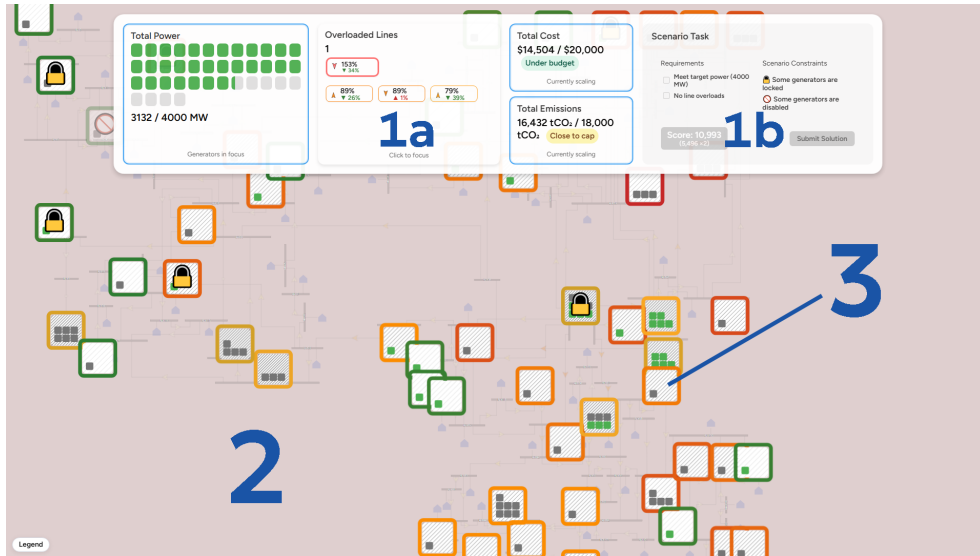 Total Power
3132 / 4000 MW
Generators in focus
Overloaded Lines
1
153%
▼ 34%
89%
▼ 26%
89%
▲ 1%
79%
▼ 39%
Click to focus
1a
Total Cost
$14,504 / $20,000
Under budget
Currently scaling
Total Emissions
16,432 tCO₂ / 18,000
tCO₂ Close to cap
Currently scaling
Scenario Task
Requirements
Meet target power (4000
MW)
No line overloads
Scenario Constraints
Some generators are
locked
Some generators are
disabled
Score: 10,993
Submit Solution
1b
2
3
Legend